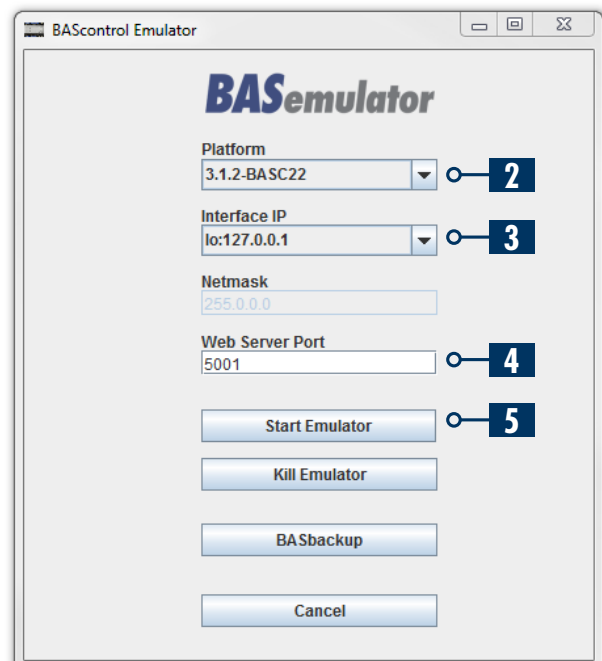 BAScontrol Emulator
BASemulator
Platform
3.1.2-BASC22
2
Interface IP
lo:127.0.0.1
3
Netmask
255.0.0.0
Web Server Port
5001
4
Start Emulator
5
Kill Emulator
BASbackup
Cancel